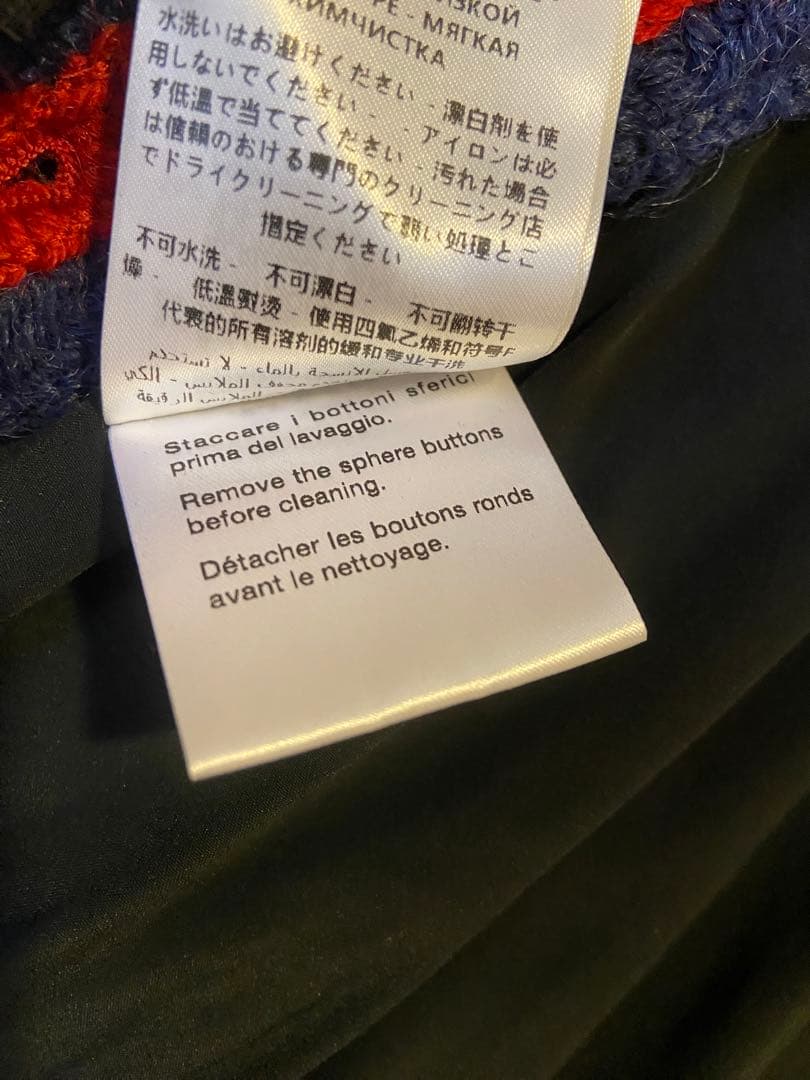 ИЗКОЙ
МЯГКАЯ
ХИМЧИСТКА
水洗いはお避けください - 漂白剤を使
用しないでください - - アイロンは必
ず低温で当ててください - 汚れた場合
は信頼のおける専門のクリーニング店
でドライクリーニングで弱い処理とご
指定ください
不可水洗 - 不可漂白 - 不可翻转干
燥 - 低温熨烫 - 使用四氯乙烯和符号F
代表的所有溶剂的缓和专业干洗
Staccare i bottoni sferici
prima del lavaggio.
Remove the sphere buttons
before cleaning.
Détacher les boutons ronds
avant le nettoyage.